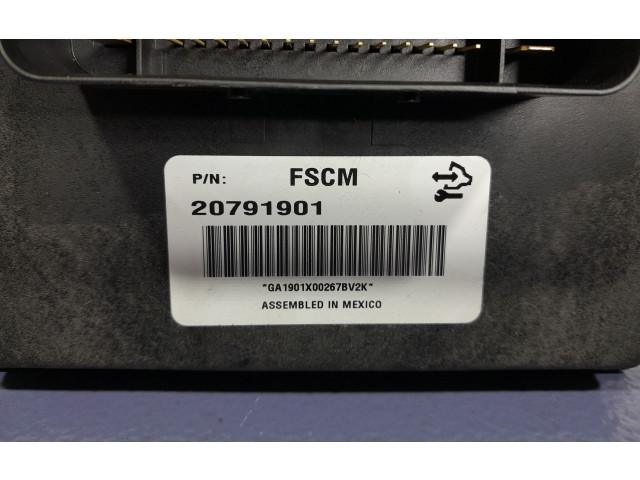 P/N: FSCM
20791901
*GA1901X00267BV2K*
ASSEMBLED IN MEXICO